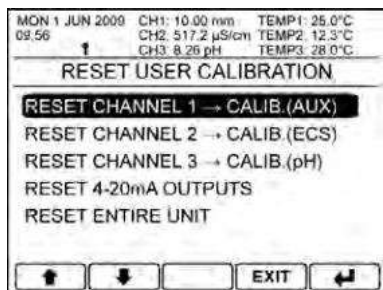 MON 1 JUN 2009 CH1: 10.00 mm TEMP1: 25.0°C
09:56 CH2: 517.2 µS/cm TEMP2: 12.3°C
CH3: 8.26 pH TEMP3: 28.0°C
RESET USER CALIBRATION
RESET CHANNEL 1 → CALIB.(AUX)
RESET CHANNEL 2 → CALIB.(ECS)
RESET CHANNEL 3 → CALIB.(pH)
RESET 4-20mA OUTPUTS
RESET ENTIRE UNIT
EXIT